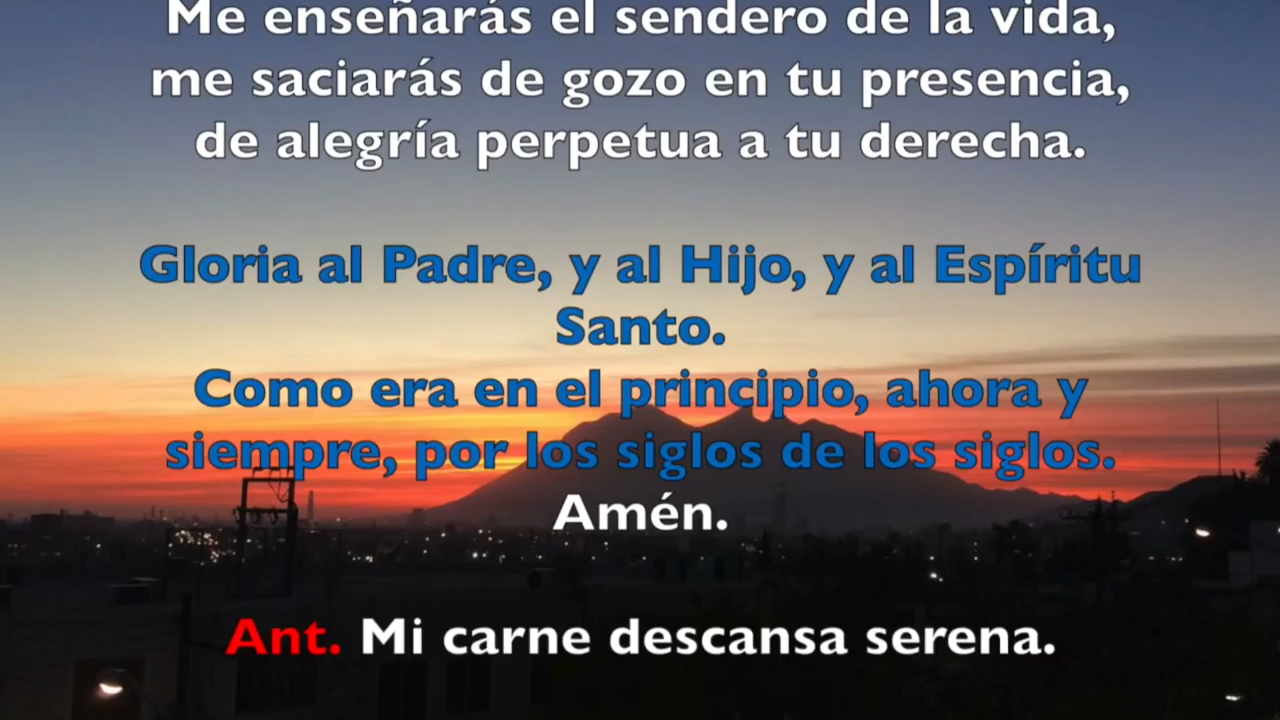 Me enseñarás el sendero de la vida,
me saciarás de gozo en tu presencia,
de alegría perpetua a tu derecha.
Gloria al Padre, y al Hijo, y al Espíritu
Santo.
Como era en el principio, ahora y
siempre, por los siglos de los siglos.
Amén.
Ant. Mi carne descansa serena.